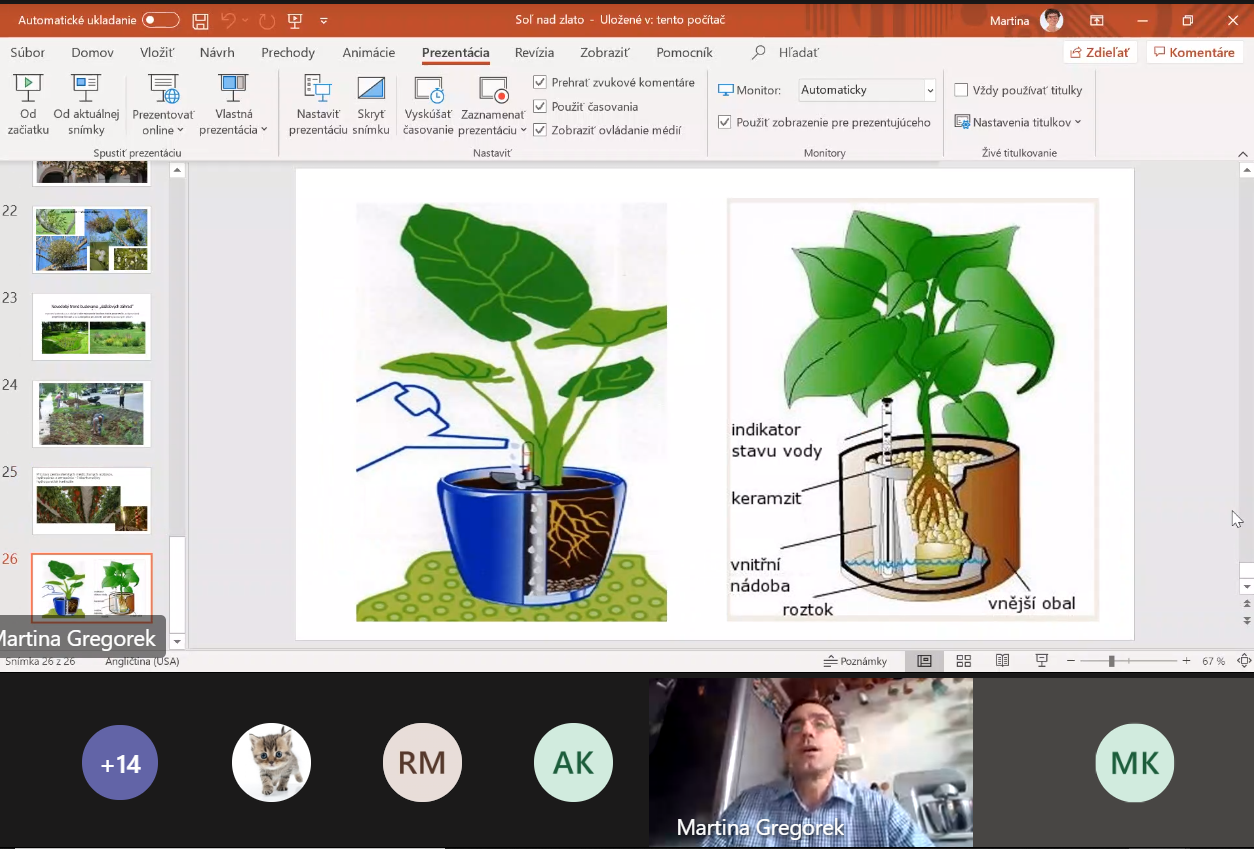 Automatické ukladanie
Soľ nad zlato - Uložené v: tento počítač
Martina
Súbor Domov Vložiť Návrh Prechody Animácie Prezentácia Revízia Zobraziť Pomocník Hľadať Zdieľať Komentáre
Od začiatku
Od aktuálnej snímky
Prezentovať online
Vlastná prezentácia
Spustiť prezentáciu
Nastaviť prezentáciu
Skryť snímku
Vyskúšať časovanie
Zaznamenať prezentáciu
Prehrať zvukové komentáre
Použiť časovania
Zobraziť ovládanie médií
Nastaviť
Monitor: Automaticky
Použiť zobrazenie pre prezentujúceho
Monitory
Vždy používať titulky
Nastavenia titulkov
Živé titulkovanie
22
23
24
25
26
indikator
stavu vody
keramzit
vnitřní
nádoba
roztok
vnější obal
Martina Gregorek
Snímka 26 z 26 Angličtina (USA) Poznámky 67 %
+14
RM
AK
Martina Gregorek
MK